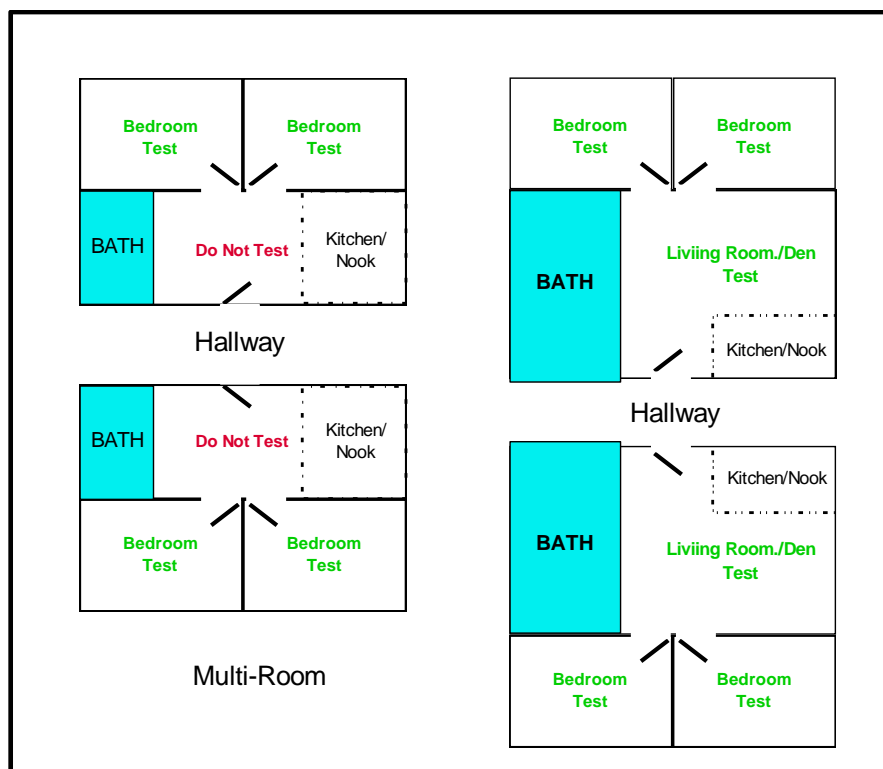 Bedroom
Test
Bedroom
Test
BATH
Do Not Test
Kitchen/
Nook
Hallway
BATH
Do Not Test
Kitchen/
Nook
Bedroom
Test
Bedroom
Test
Multi-Room
Bedroom
Test
Bedroom
Test
BATH
Liviing Room./Den
Test
Kitchen/Nook
Hallway
Kitchen/Nook
BATH
Liviing Room./Den
Test
Bedroom
Test
Bedroom
Test